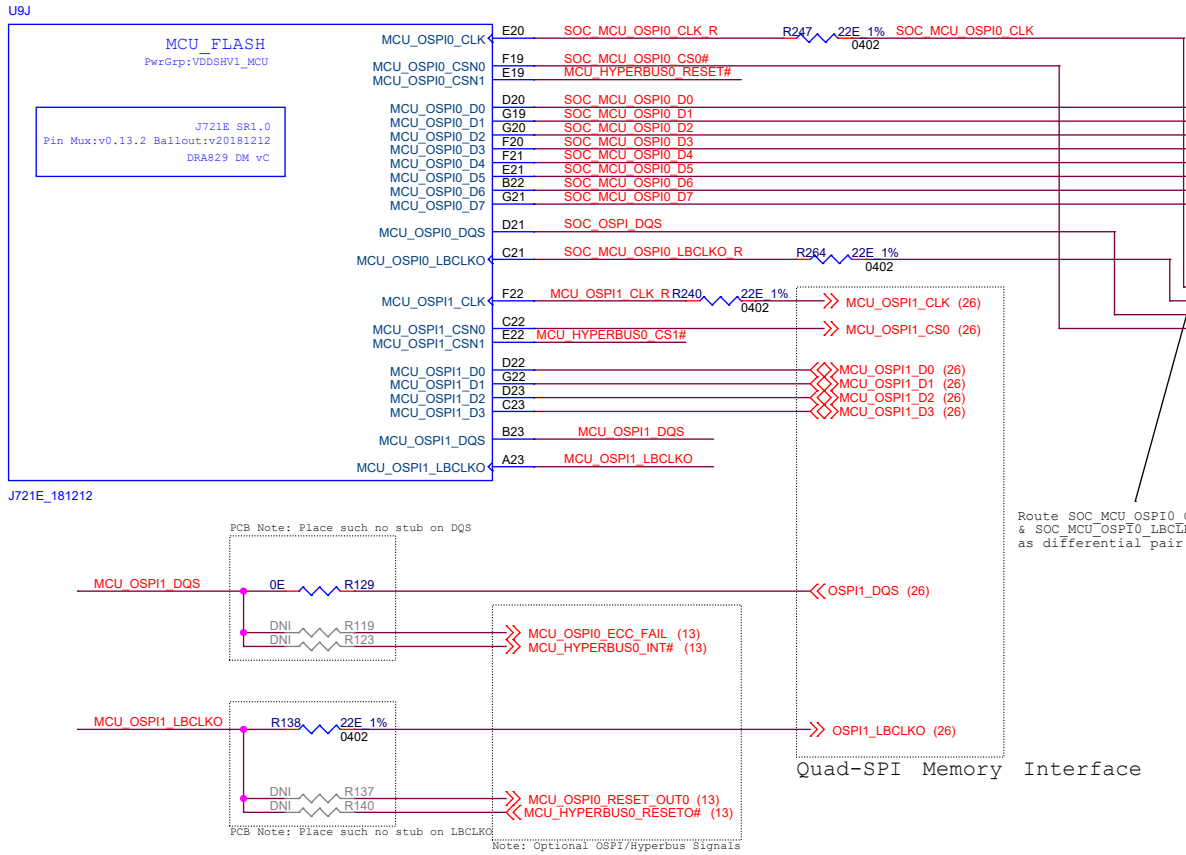 U9J
MCU_FLASH
PwrGrp:VDDSHV1_MCU
J721E SR1.0
Pin Mux:v0.13.2 Ballout:v20181212
DRA829 DM vC
MCU_OSPI0_CLK E20 SOC_MCU_OSPI0_CLK_R R247 22E_1% SOC_MCU_OSPI0_CLK
0402
MCU_OSPI0_CSN0 F19 SOC_MCU_OSPI0_CS0#
MCU_OSPI0_CSN1 E19 MCU_HYPERBUS0_RESET#
MCU_OSPI0_D0 D20 SOC_MCU_OSPI0_D0
MCU_OSPI0_D1 G19 SOC_MCU_OSPI0_D1
MCU_OSPI0_D2 G20 SOC_MCU_OSPI0_D2
MCU_OSPI0_D3 F20 SOC_MCU_OSPI0_D3
MCU_OSPI0_D4 F21 SOC_MCU_OSPI0_D4
MCU_OSPI0_D5 E21 SOC_MCU_OSPI0_D5
MCU_OSPI0_D6 B22 SOC_MCU_OSPI0_D6
MCU_OSPI0_D7 G21 SOC_MCU_OSPI0_D7
MCU_OSPI0_DQS D21 SOC_OSPI_DQS
MCU_OSPI0_LBCLKO C21 SOC_MCU_OSPI0_LBCLKO_R R264 22E_1%
0402
MCU_OSPI1_CLK F22 MCU_OSPI1_CLK_R R240 22E_1% MCU_OSPI1_CLK (26)
0402
MCU_OSPI1_CSN0 C22 MCU_OSPI1_CS0 (26)
MCU_OSPI1_CSN1 E22 MCU_HYPERBUS0_CS1#
MCU_OSPI1_D0 D22 MCU_OSPI1_D0 (26)
MCU_OSPI1_D1 G22 MCU_OSPI1_D1 (26)
MCU_OSPI1_D2 D23 MCU_OSPI1_D2 (26)
MCU_OSPI1_D3 C23 MCU_OSPI1_D3 (26)
MCU_OSPI1_DQS B23 MCU_OSPI1_DQS
MCU_OSPI1_LBCLKO A23 MCU_OSPI1_LBCLKO
J721E_181212
Route SOC_MCU_OSPI0_
& SOC_MCU_OSPI0_LBCL
as differential pair
PCB Note: Place such no stub on DQS
MCU_OSPI1_DQS 0E R129 OSPI1_DQS (26)
DNI R119 MCU_OSPI0_ECC_FAIL (13)
DNI R123 MCU_HYPERBUS0_INT# (13)
MCU_OSPI1_LBCLKO R138 22E_1% OSPI1_LBCLKO (26)
0402
Quad-SPI Memory Interface
DNI R137 MCU_OSPI0_RESET_OUT0 (13)
DNI R140 MCU_HYPERBUS0_RESETO# (13)
PCB Note: Place such no stub on LBCLKO
Note: Optional OSPI/Hyperbus Signals